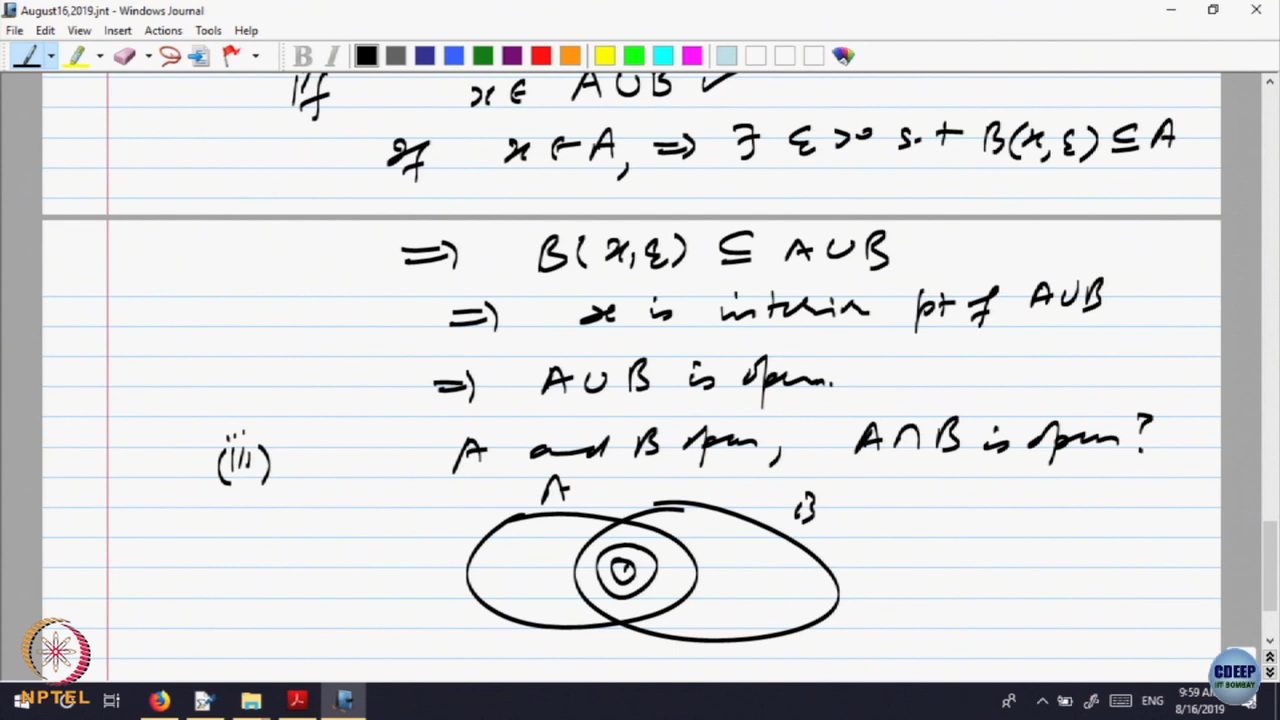 August16,2019.jnt - Windows Journal
File Edit View Insert Actions Tools Help
If x ∈ A ∪ B ✓
If x ∈ A, ⇒ ∃ ε > 0 s.t B(x, ε) ⊆ A
⇒ B(x, ε) ⊆ A ∪ B
⇒ x is interior pt of A ∪ B
⇒ A ∪ B is open.
(iii) A and B open, A ∩ B is open?
A B
NPTEL
CDEEP
IIT BOMBAY
ENG
9:59 AM
8/16/2019